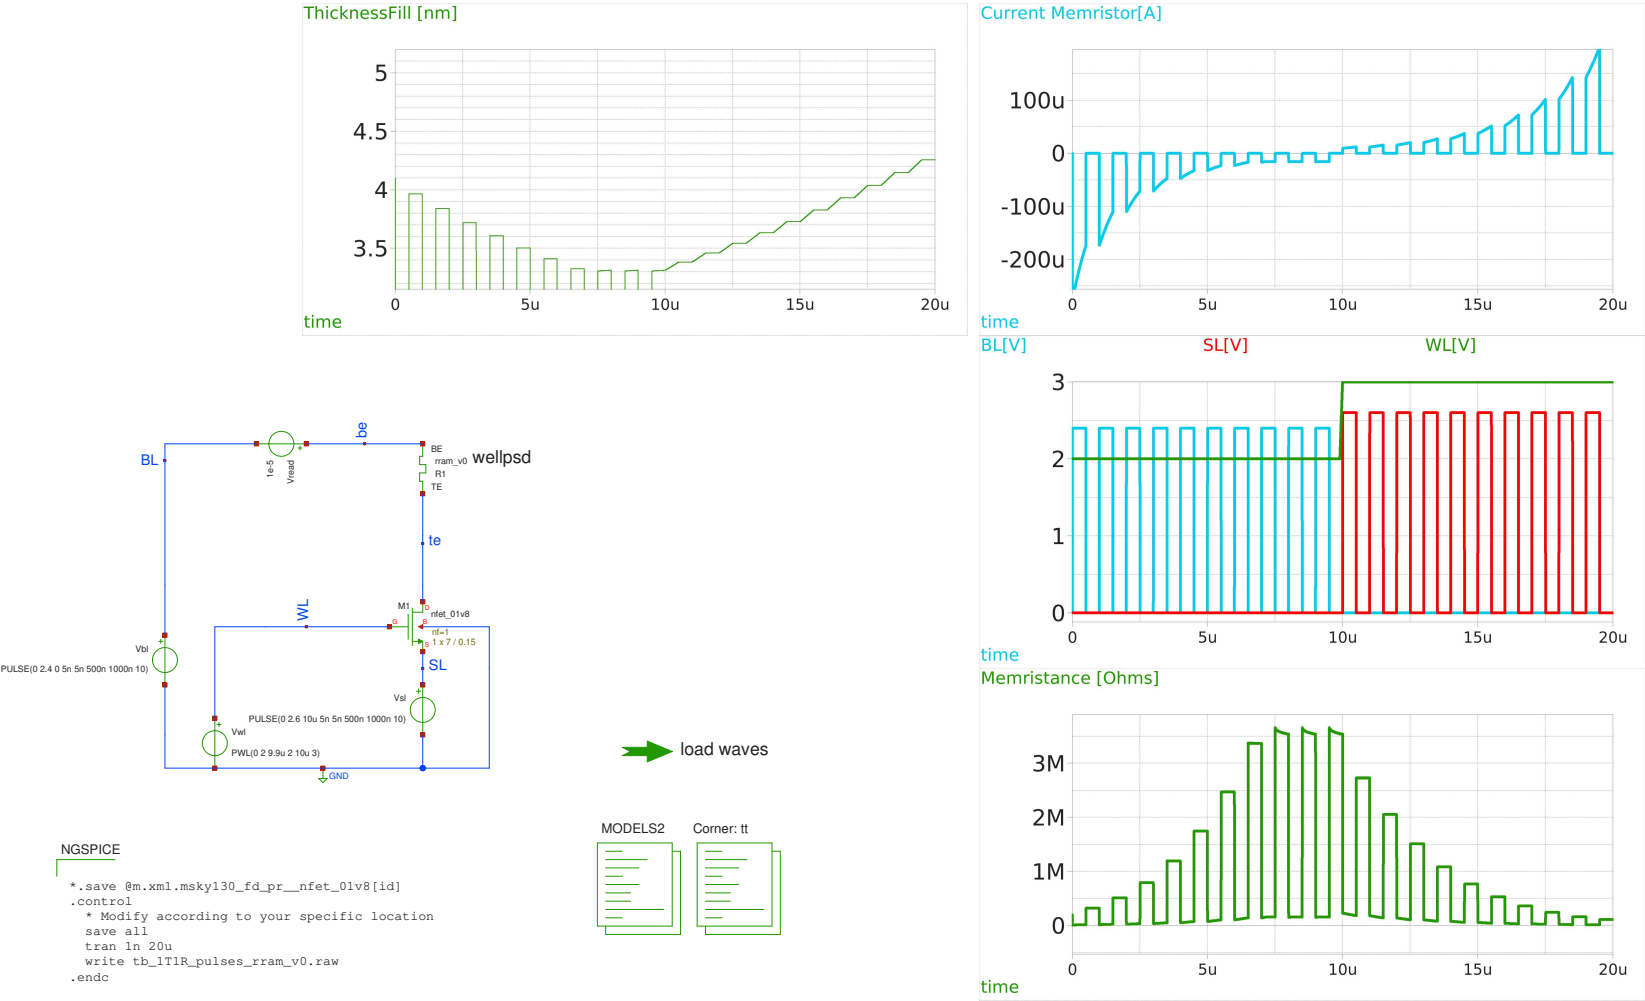 ThicknessFill [nm]
5
4.5
4
3.5
0
5u
10u
15u
20u
time
Current Memristor[A]
100u
0
-100u
-200u
0
5u
10u
15u
20u
time
BL[V]
SL[V]
WL[V]
3
2
1
0
0
5u
10u
15u
20u
time
Memristance [Ohms]
3M
2M
1M
0
0
5u
10u
15u
20u
time
BL
1e-5
Vread
+
be
BE
rram_v0
wellpsd
R1
TE
te
WL
M1
D
nfet_01v8
G
B
nf=1
S
1 x 7 / 0.15
SL
+
Vbl
PULSE(0 2.4 0 5n 5n 500n 1000n 10)
+
Vsl
PULSE(0 2.6 10u 5n 5n 500n 1000n 10)
+
Vwl
PWL(0 2 9.9u 2 10u 3)
GND
load waves
MODELS2
Corner: tt
NGSPICE
*.save @m.xm1.msky130_fd_pr__nfet_01v8[id]
.control
* Modify according to your specific location
save all
tran 1n 20u
write tb_1T1R_pulses_rram_v0.raw
.endc